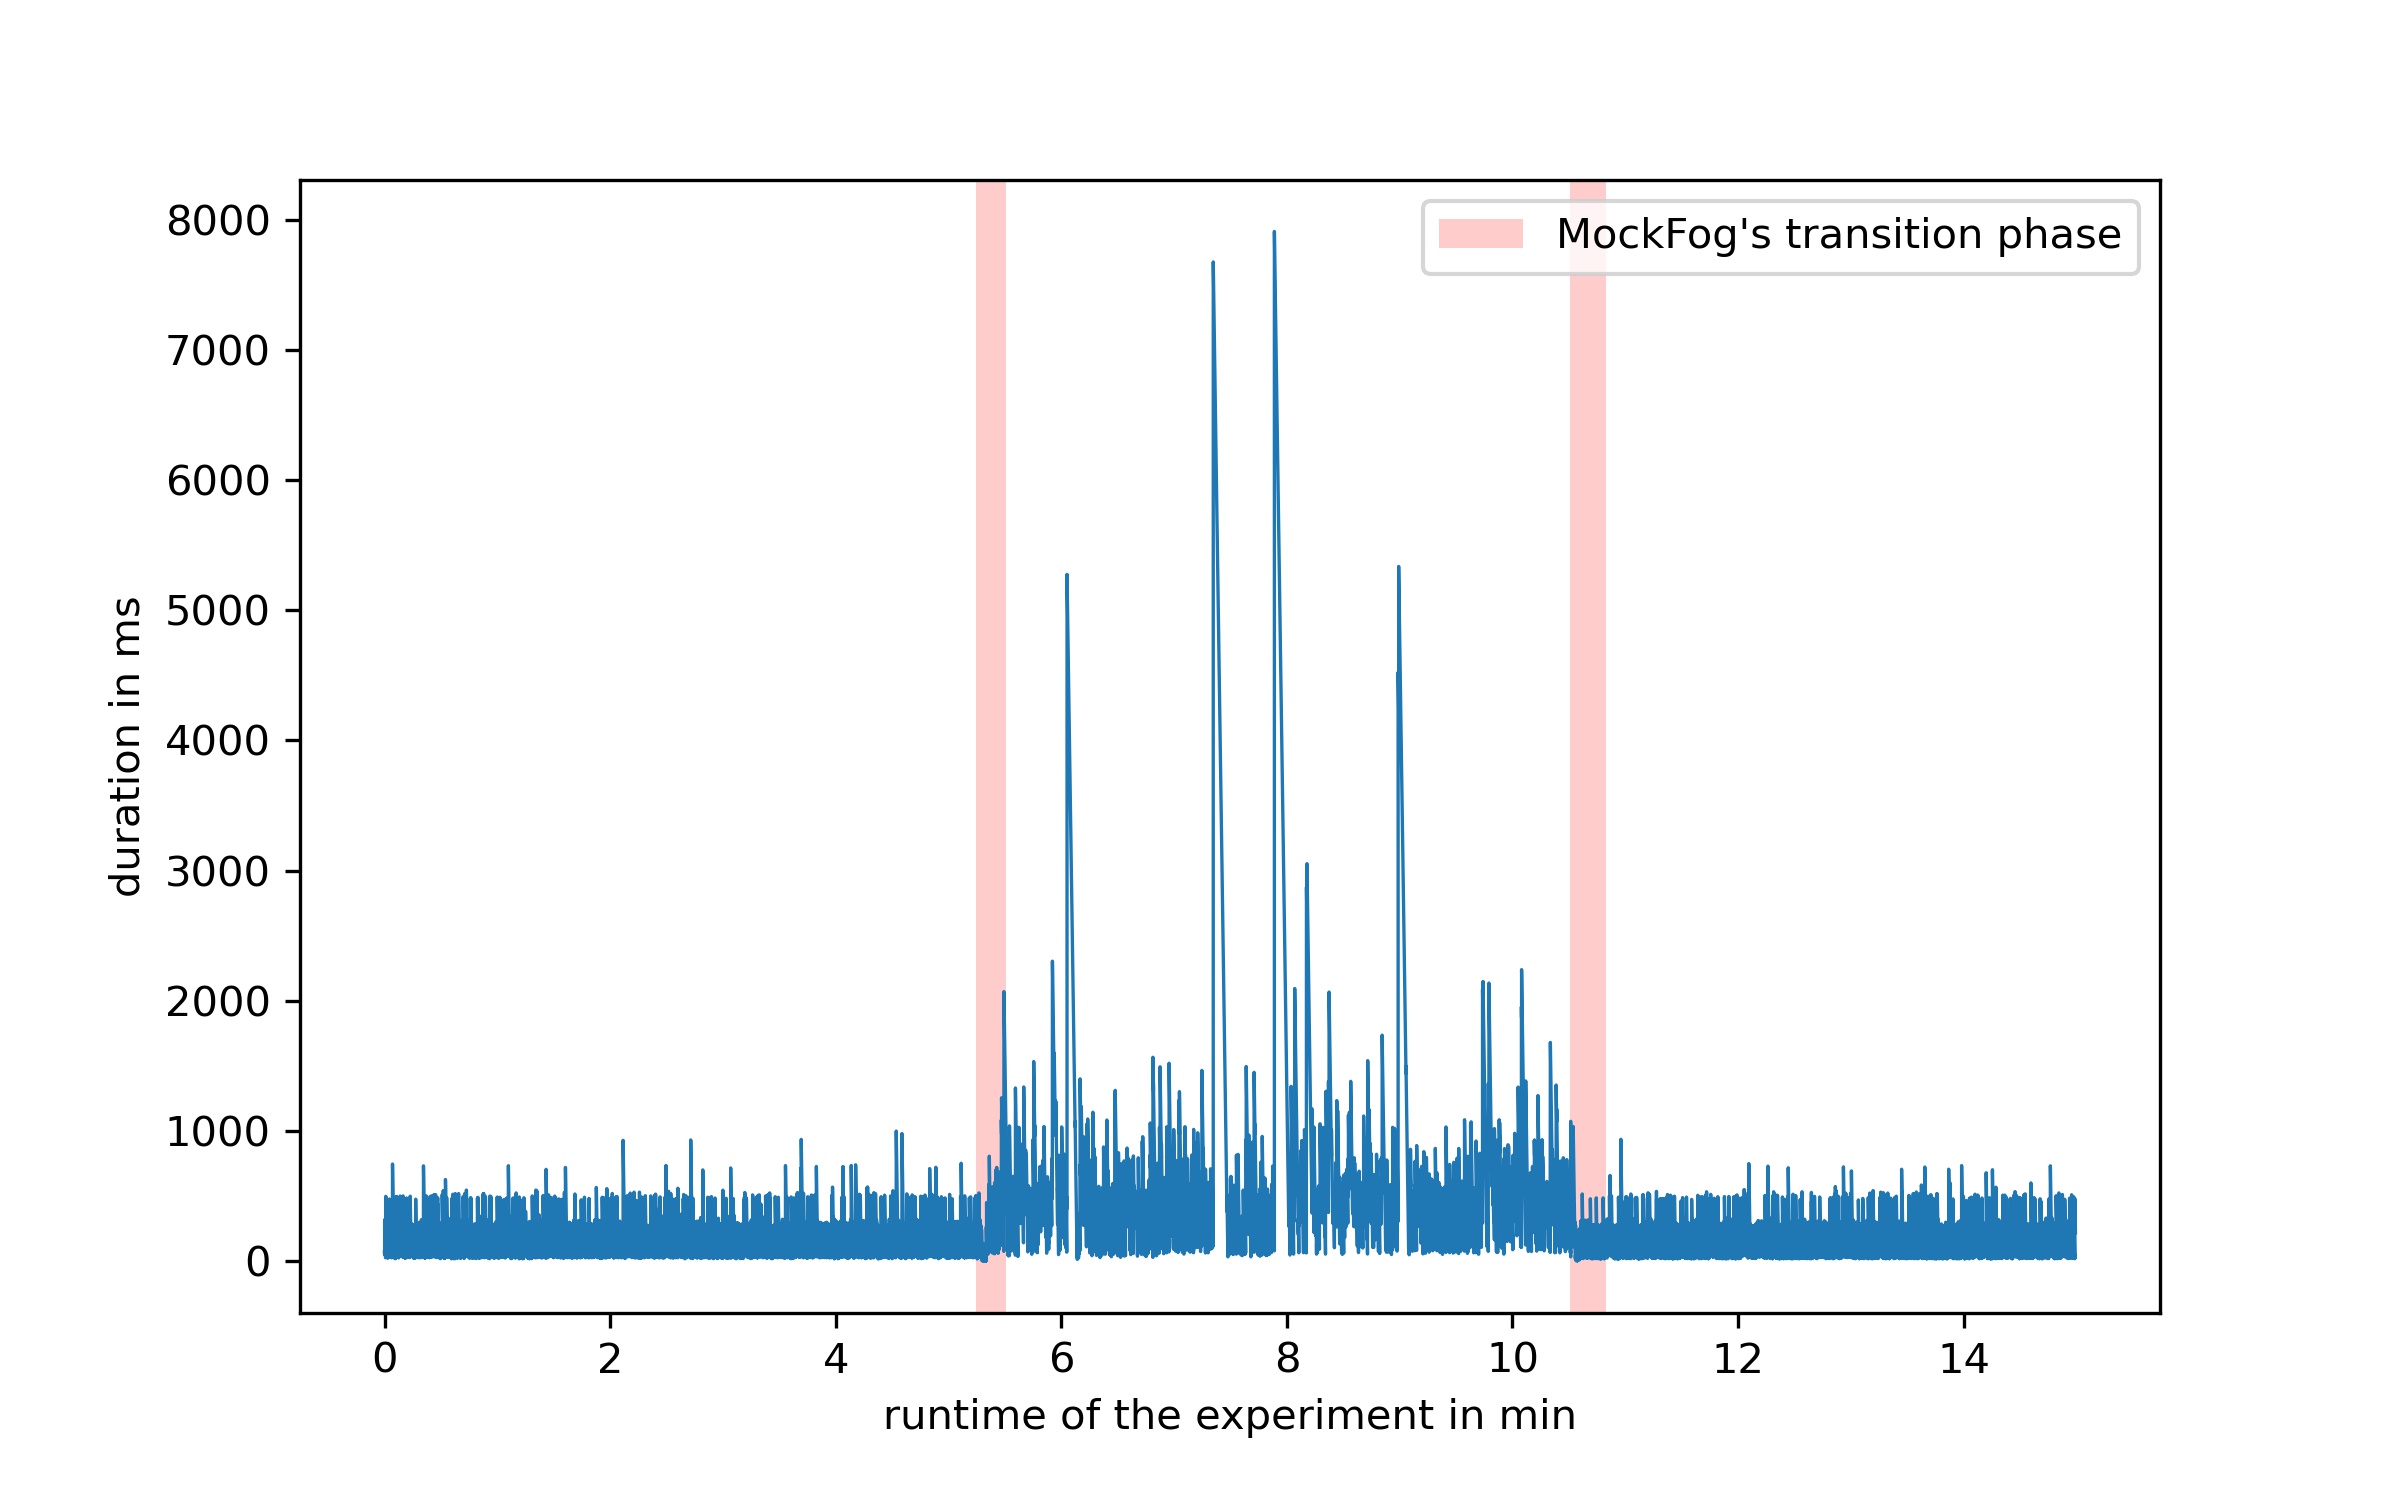 MockFog's transition phase
8000
7000
6000
5000
4000
3000
2000
1000
0
duration in ms
0 2 4 6 8 10 12 14
runtime of the experiment in min